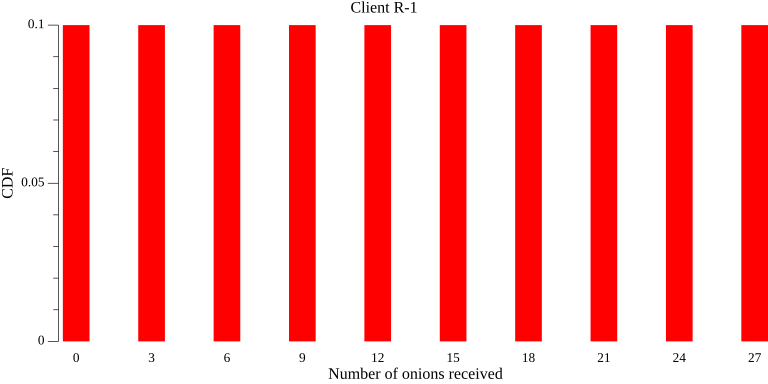 Client R-1
0.1
0.05
0
CDF
0 3 6 9 12 15 18 21 24 27
Number of onions received